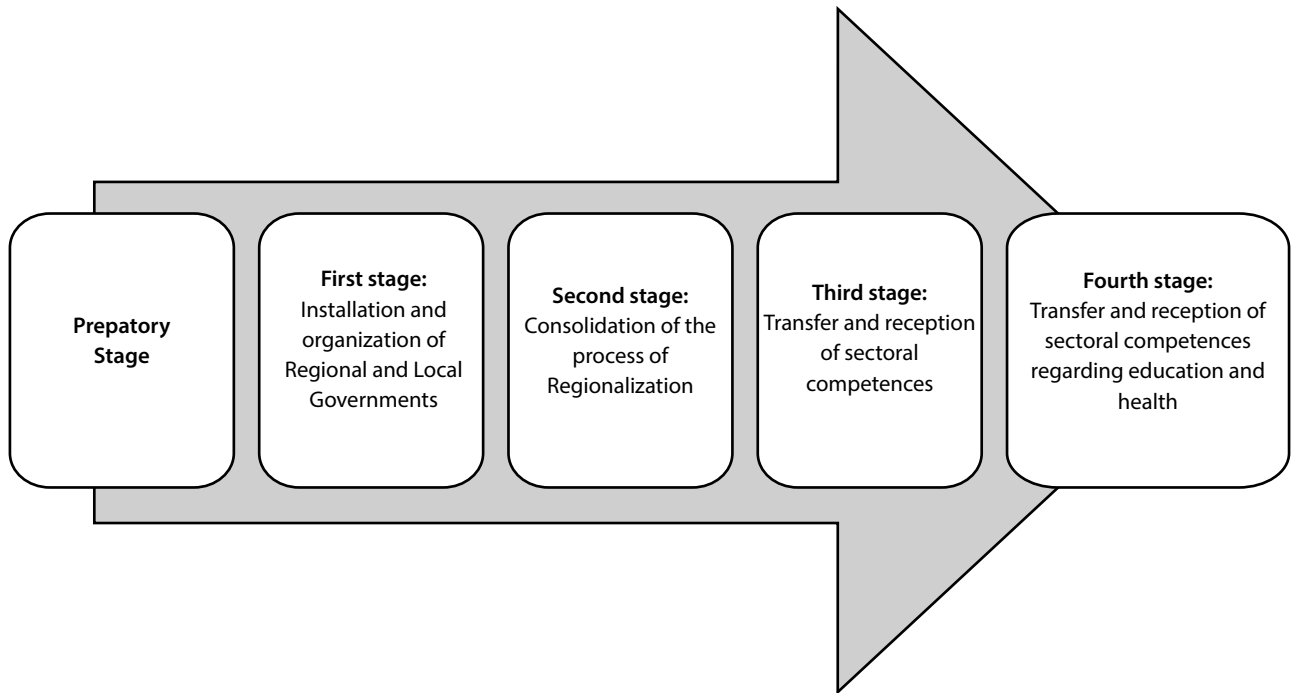 Prepatory
Stage
First stage:
Installation and
organization of
Regional and Local
Governments
Second stage:
Consolidation of the
process of
Regionalization
Third stage:
Transfer and reception
of sectoral
competences
Fourth stage:
Transfer and reception of
sectoral competences
regarding education and
health